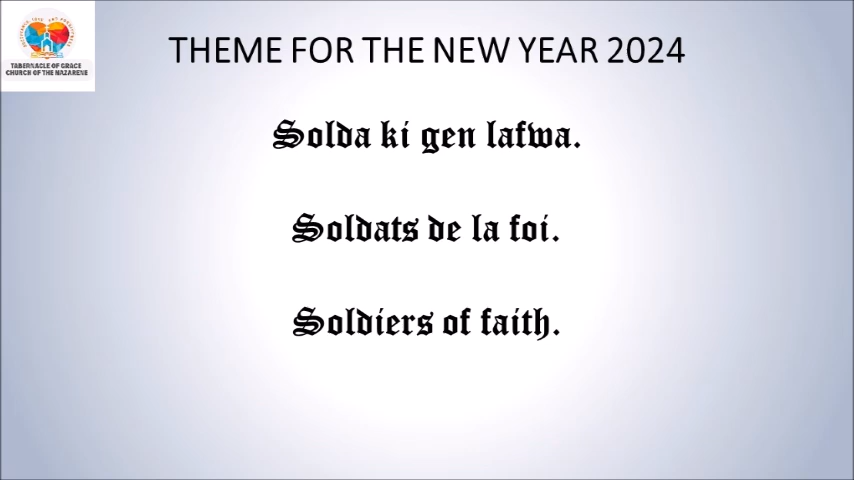 TABERNACLE OF GRACE
CHURCH OF THE NAZARENE
THEME FOR THE NEW YEAR 2024
Solda ki gen lafwa.
Soldats de la foi.
Soldiers of faith.